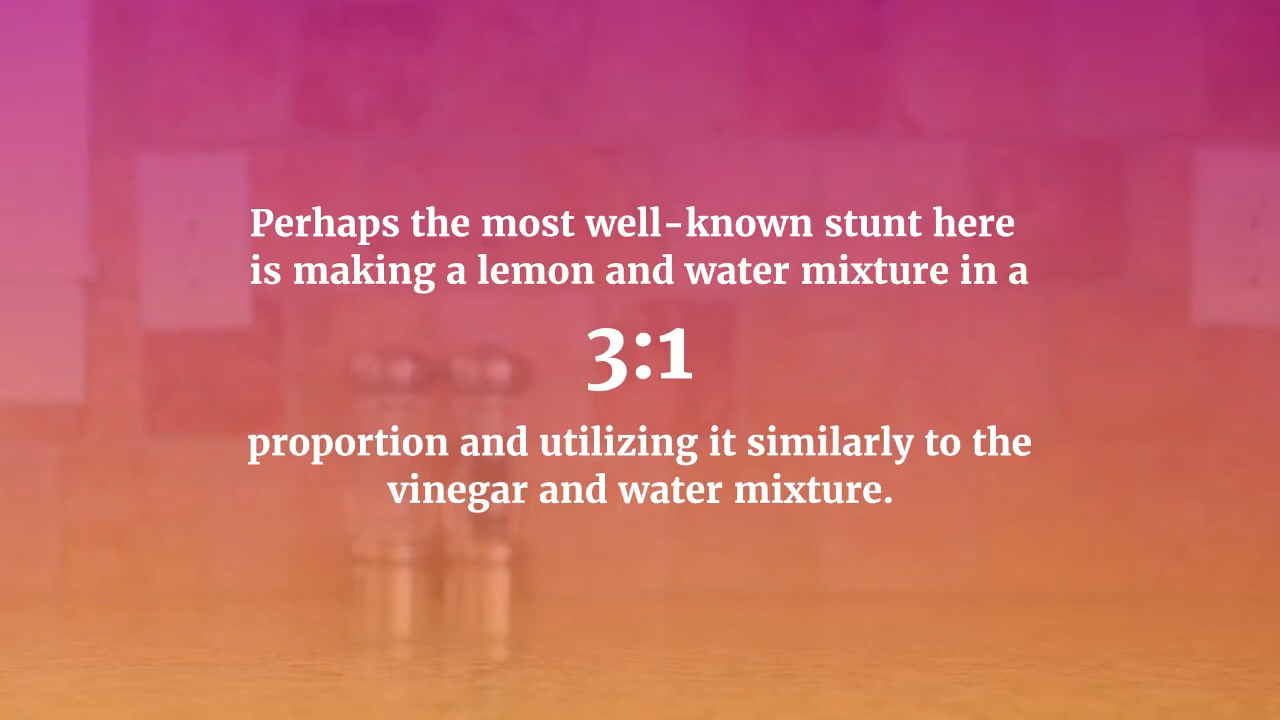 Perhaps the most well-known stunt here
is making a lemon and water mixture in a
3:1
proportion and utilizing it similarly to the
vinegar and water mixture.